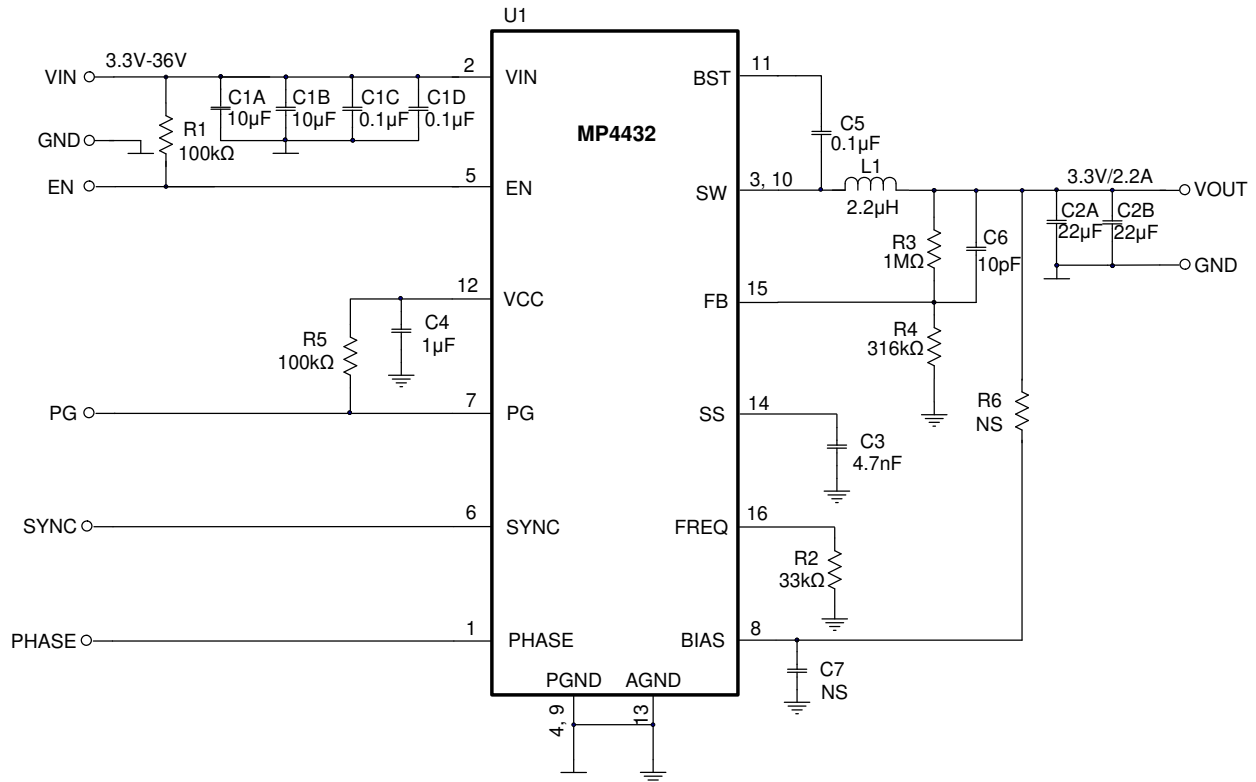 U1
MP4432
VIN
3.3V-36V
2
VIN
C1A
10µF
C1B
10µF
C1C
0.1µF
C1D
0.1µF
GND
R1
100kΩ
EN
5
EN
12
VCC
R5
100kΩ
C4
1µF
PG
7
PG
SYNC
6
SYNC
PHASE
1
PHASE
PGND
AGND
4, 9
13
BST
11
C5
0.1µF
SW
3, 10
L1
2.2µH
3.3V/2.2A
VOUT
C2A
22µF
C2B
22µF
GND
R3
1MΩ
C6
10pF
FB
15
R4
316kΩ
SS
14
C3
4.7nF
R6
NS
FREQ
16
R2
33kΩ
BIAS
8
C7
NS